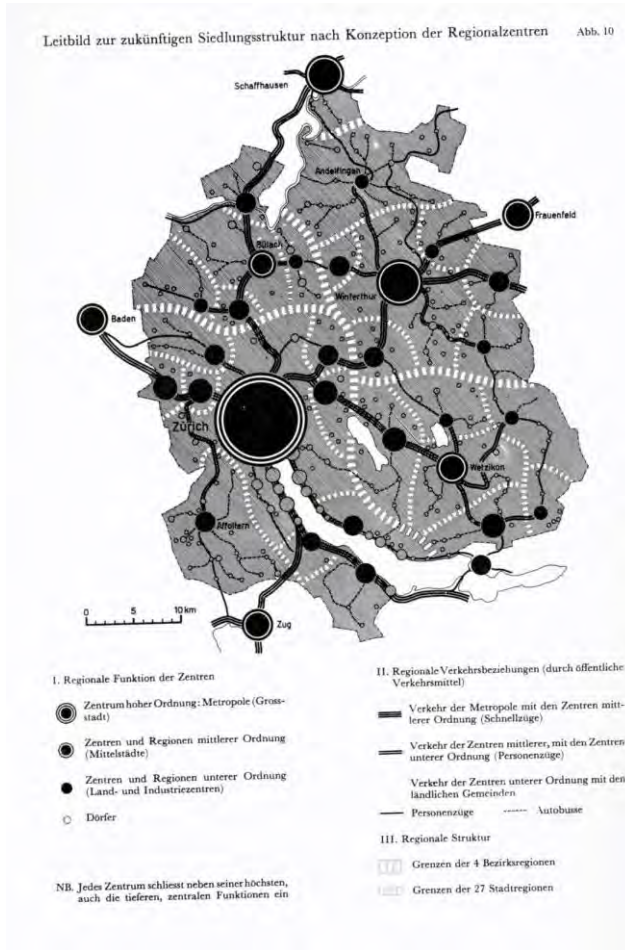 Leitbild zur zukünftigen Siedlungsstruktur nach Konzeption der Regionalzentren Abb. 10
Schaffhausen
Andelfingen
Frauenfeld
Bülach
Winterthur
Baden
Zürich
Wetzikon
Affoltern
0 5 10 km
Zug
I. Regionale Funktion der Zentren
Zentrum hoher Ordnung: Metropole (Gross-
stadt)
Zentren und Regionen mittlerer Ordnung
(Mittelstädte)
Zentren und Regionen unterer Ordnung
(Land- und Industriezentren)
Dörfer
NB. Jedes Zentrum schliesst neben seiner höchsten,
auch die tieferen, zentralen Funktionen ein
II. Regionale Verkehrsbeziehungen (durch öffentliche
Verkehrsmittel)
Verkehr der Metropole mit den Zentren mitt-
lerer Ordnung (Schnellzüge)
Verkehr der Zentren mittlerer, mit den Zentren
unterer Ordnung (Personenzüge)
Verkehr der Zentren unterer Ordnung mit den
ländlichen Gemeinden
Personenzüge Autobusse
III. Regionale Struktur
Grenzen der 4 Bezirksregionen
Grenzen der 27 Stadtregionen